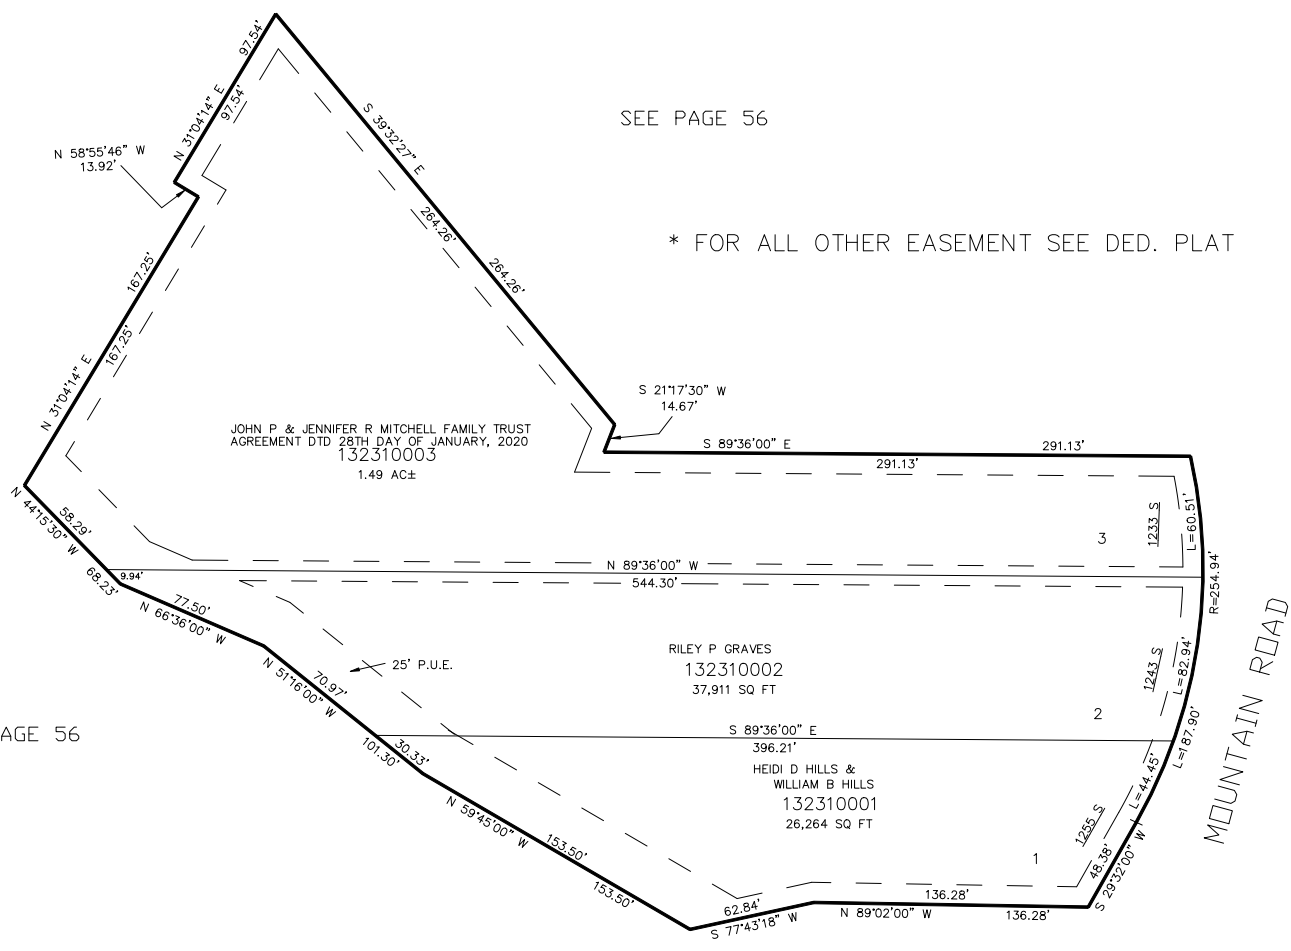 97.54'
97.54'
N 31°04'14" E
S 39°32'27" E
SEE PAGE 56
N 58°55'46" W
13.92'
264.26'
264.26'
* FOR ALL OTHER EASEMENT SEE DED. PLAT
167.25'
167.25'
N 31°04'14" E
S 21°17'30" W
14.67'
JOHN P & JENNIFER R MITCHELL FAMILY TRUST
AGREEMENT DTD 28TH DAY OF JANUARY, 2020
132310003
1.49 AC±
S 89°36'00" E
291.13'
291.13'
N 44°15'30" W
58.29'
68.23'
9.94'
3
1233 S
L=60.51'
R=254.94'
N 89°36'00" W
544.30'
77.50'
N 66°36'00" W
25' P.U.E.
RILEY P GRAVES
132310002
37,911 SQ FT
1243 S
L=82.94'
2
MOUNTAIN ROAD
70.97'
N 51°16'00" W
AGE 56
S 89°36'00" E
396.21'
L=187.90'
30.33'
101.30'
HEIDI D HILLS &
WILLIAM B HILLS
132310001
26,264 SQ FT
L=44.45'
1255 S
1
N 59°45'00" W
153.50'
153.50'
48.38'
S 29°32'00" W
62.84'
S 77°43'18" W
136.28'
N 89°02'00" W
136.28'